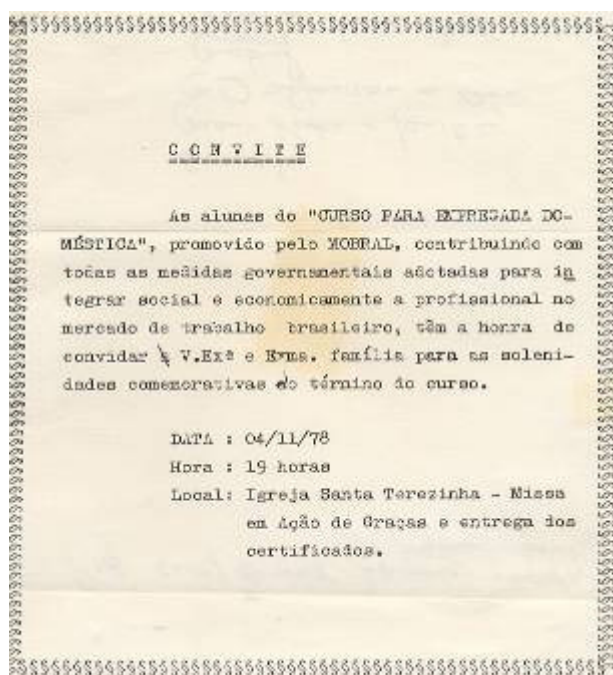 C O N V I T E
As alunas do "CURSO PARA EMPREGADA DO-
MÉSTICA", promovido pelo MOBRAL, contribuindo com
todas as medidas governamentais adotadas para in
tegrar social e economicamente a profissional no
mercado de trabalho brasileiro, têm a honra de
convidar à V.Exª e Exma. família para as soleni-
dades comemorativas do término do curso.
DATA : 04/11/78
Hora : 19 horas
Local: Igreja Santa Terezinha - Missa
em Ação de Graças e entrega dos
certificados.